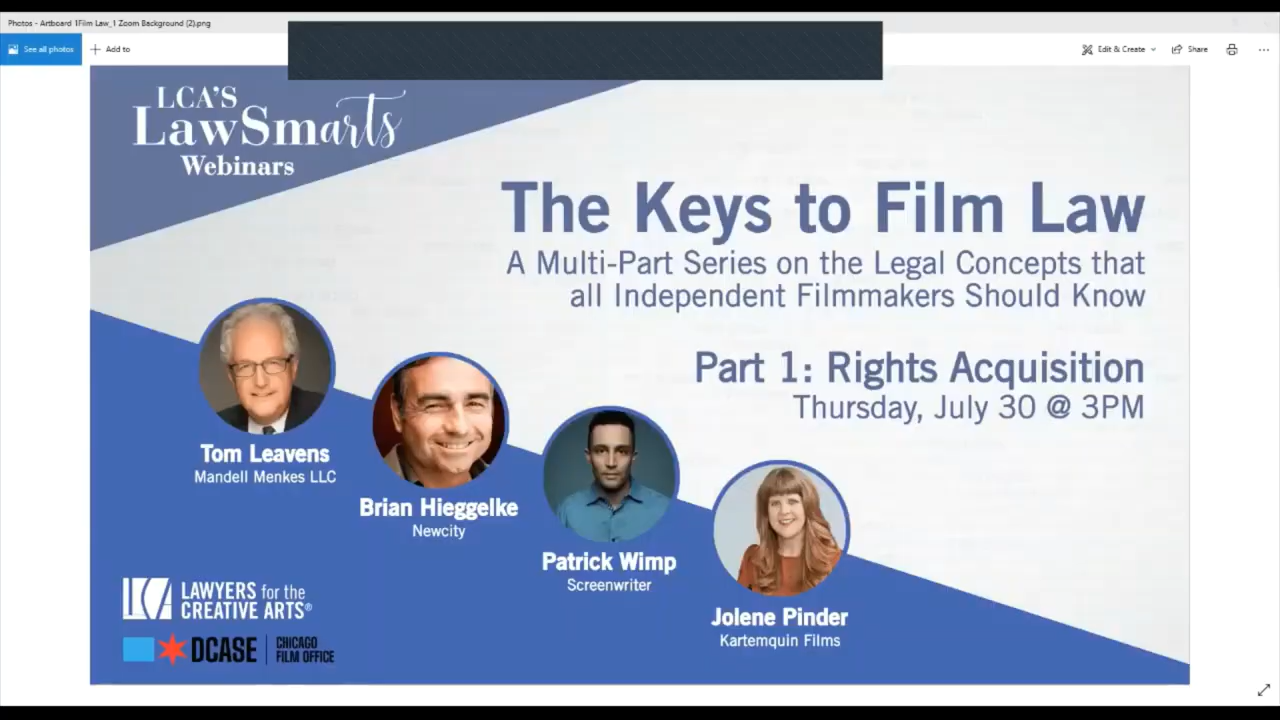 Photos - Artboard 1Film Law_1 Zoom Background (2).png
See all photos
Add to
Edit & Create
Share
LCA'S
LawSmarts
Webinars
The Keys to Film Law
A Multi-Part Series on the Legal Concepts that
all Independent Filmmakers Should Know
Part 1: Rights Acquisition
Thursday, July 30 @ 3PM
Tom Leavens
Mandell Menkes LLC
Brian Hieggelke
Newcity
Patrick Wimp
Screenwriter
Jolene Pinder
Kartemquin Films
LCA LAWYERS for the
CREATIVE ARTS®
DCASE
CHICAGO
FILM OFFICE